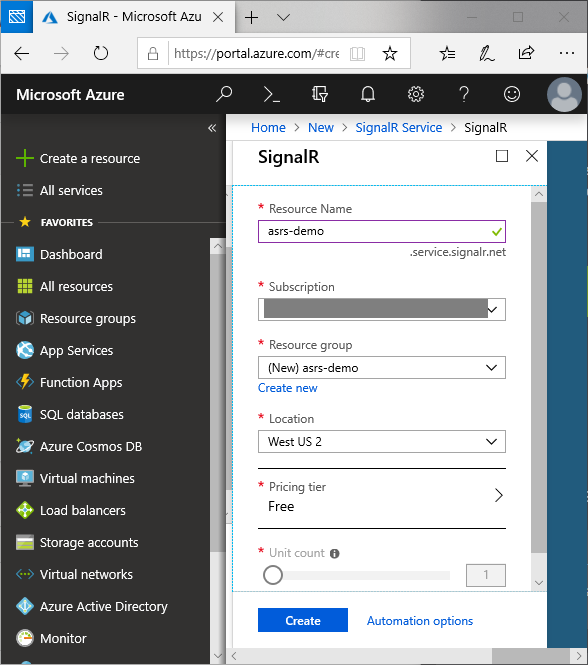 SignalR - Microsoft Azu
https://portal.azure.com/#cre
Microsoft Azure
Create a resource
All services
FAVORITES
Dashboard
All resources
Resource groups
App Services
Function Apps
SQL databases
Azure Cosmos DB
Virtual machines
Load balancers
Storage accounts
Virtual networks
Azure Active Directory
Monitor
Home > New > SignalR Service > SignalR
SignalR
* Resource Name
asrs-demo
.service.signalr.net
* Subscription
* Resource group
(New) asrs-demo
Create new
* Location
West US 2
* Pricing tier
Free
* Unit count
1
Create
Automation options